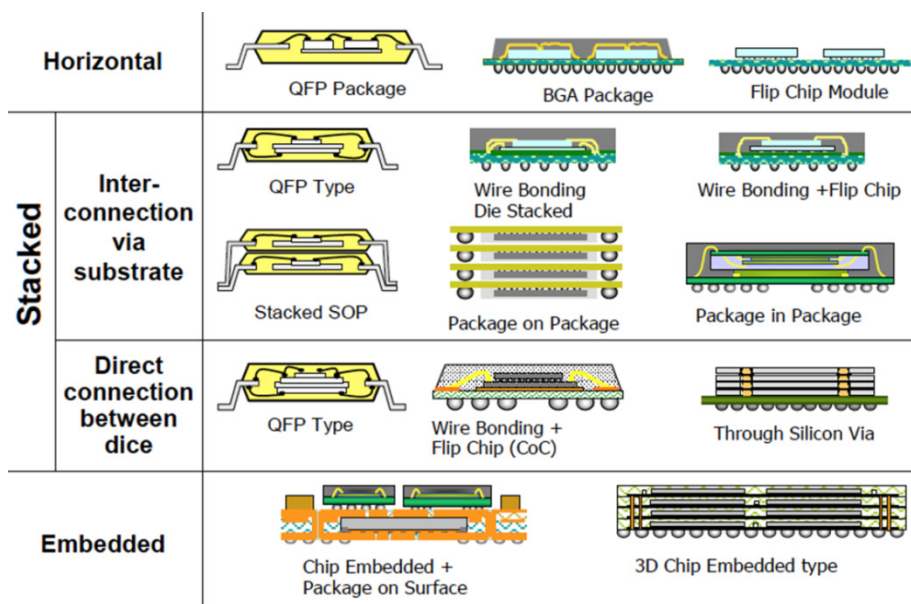 Horizontal
QFP Package
BGA Package
Flip Chip Module
Stacked
Inter-
connection
via
substrate
QFP Type
Wire Bonding
Die Stacked
Wire Bonding +Flip Chip
Stacked SOP
Package on Package
Package in Package
Direct
connection
between
dice
QFP Type
Wire Bonding +
Flip Chip (CoC)
Through Silicon Via
Embedded
Chip Embedded +
Package on Surface
3D Chip Embedded type